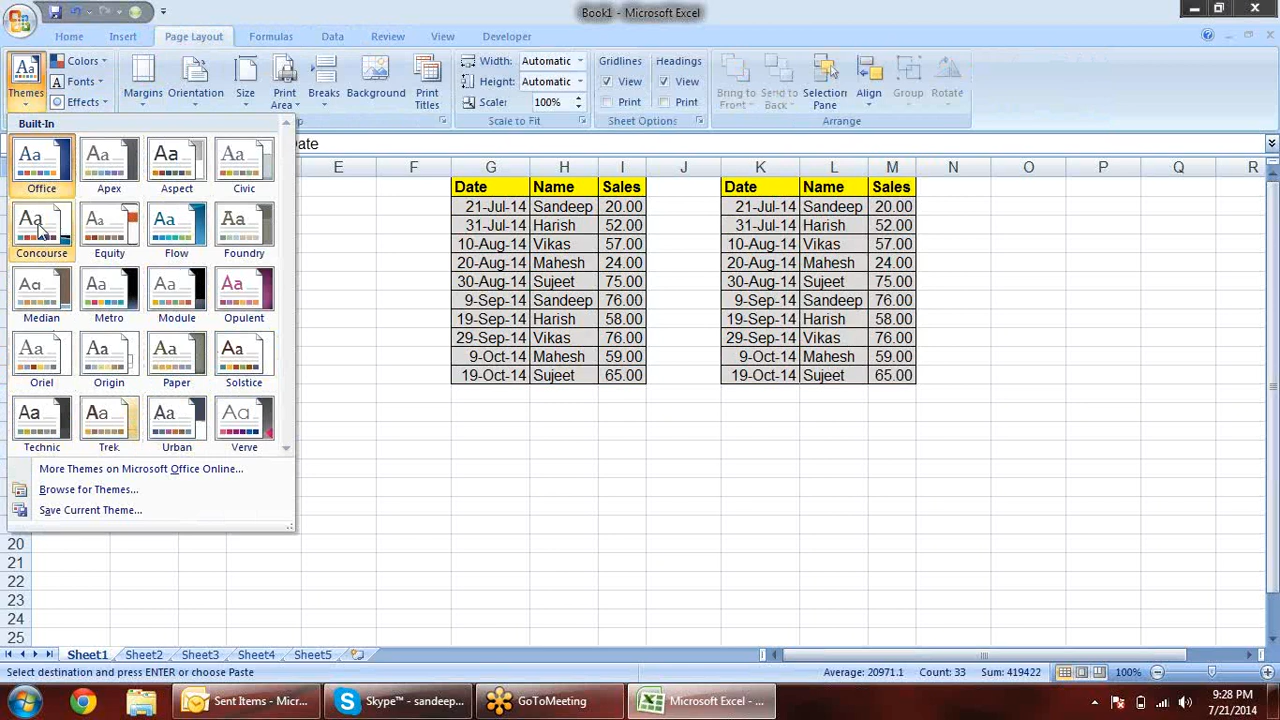 Book1 - Microsoft Excel
Home Insert Page Layout Formulas Data Review View Developer
Themes
Colors
Fonts
Effects
Margins Orientation Size Print Area Breaks Background Print Titles
Width: Automatic
Height: Automatic
Scale: 100%
Scale to Fit
Gridlines Headings
View View
Print Print
Sheet Options
Bring to Front Send to Back Selection Pane Align Group Rotate
Arrange
Built-In
Office Apex Aspect Civic
Concourse Equity Flow Foundry
Median Metro Module Opulent
Oriel Origin Paper Solstice
Technic Trek Urban Verve
More Themes on Microsoft Office Online...
Browse for Themes...
Save Current Theme...
Date
E F G H I J K L M N O P Q R
Date Name Sales Date Name Sales
21-Jul-14 Sandeep 20.00 21-Jul-14 Sandeep 20.00
31-Jul-14 Harish 52.00 31-Jul-14 Harish 52.00
10-Aug-14 Vikas 57.00 10-Aug-14 Vikas 57.00
20-Aug-14 Mahesh 24.00 20-Aug-14 Mahesh 24.00
30-Aug-14 Sujeet 75.00 30-Aug-14 Sujeet 75.00
9-Sep-14 Sandeep 76.00 9-Sep-14 Sandeep 76.00
19-Sep-14 Harish 58.00 19-Sep-14 Harish 58.00
29-Sep-14 Vikas 76.00 29-Sep-14 Vikas 76.00
9-Oct-14 Mahesh 59.00 9-Oct-14 Mahesh 59.00
19-Oct-14 Sujeet 65.00 19-Oct-14 Sujeet 65.00
20
21
22
23
24
25
Sheet1 Sheet2 Sheet3 Sheet4 Sheet5
Select destination and press ENTER or choose Paste Average: 20971.1 Count: 33 Sum: 419422 100%
Sent Items - Micr... Skype™ - sandeep... GoToMeeting Microsoft Excel - ... 9:28 PM
7/21/2014